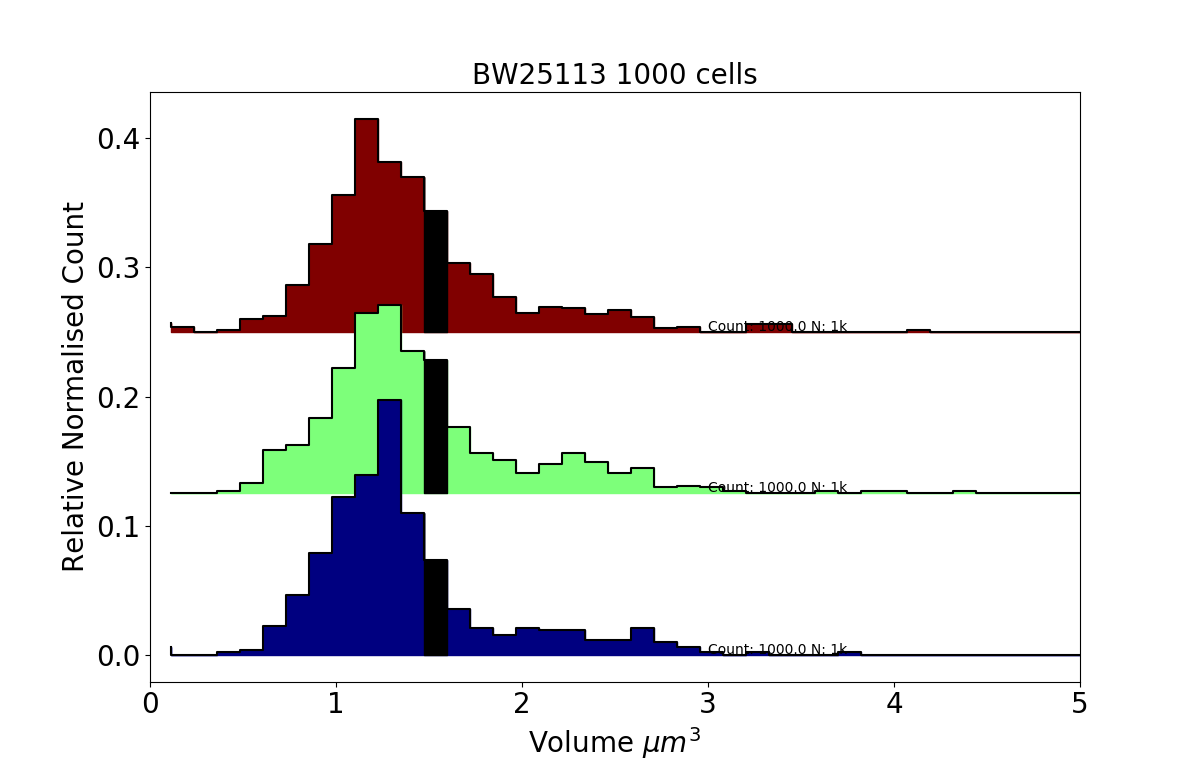 BW25113 1000 cells
Relative Normalised Count
0.4
0.3
0.2
0.1
0.0
Count: 1000.0 N: 1k
Count: 1000.0 N: 1k
Count: 1000.0 N: 1k
0 1 2 3 4 5
Volume μm³